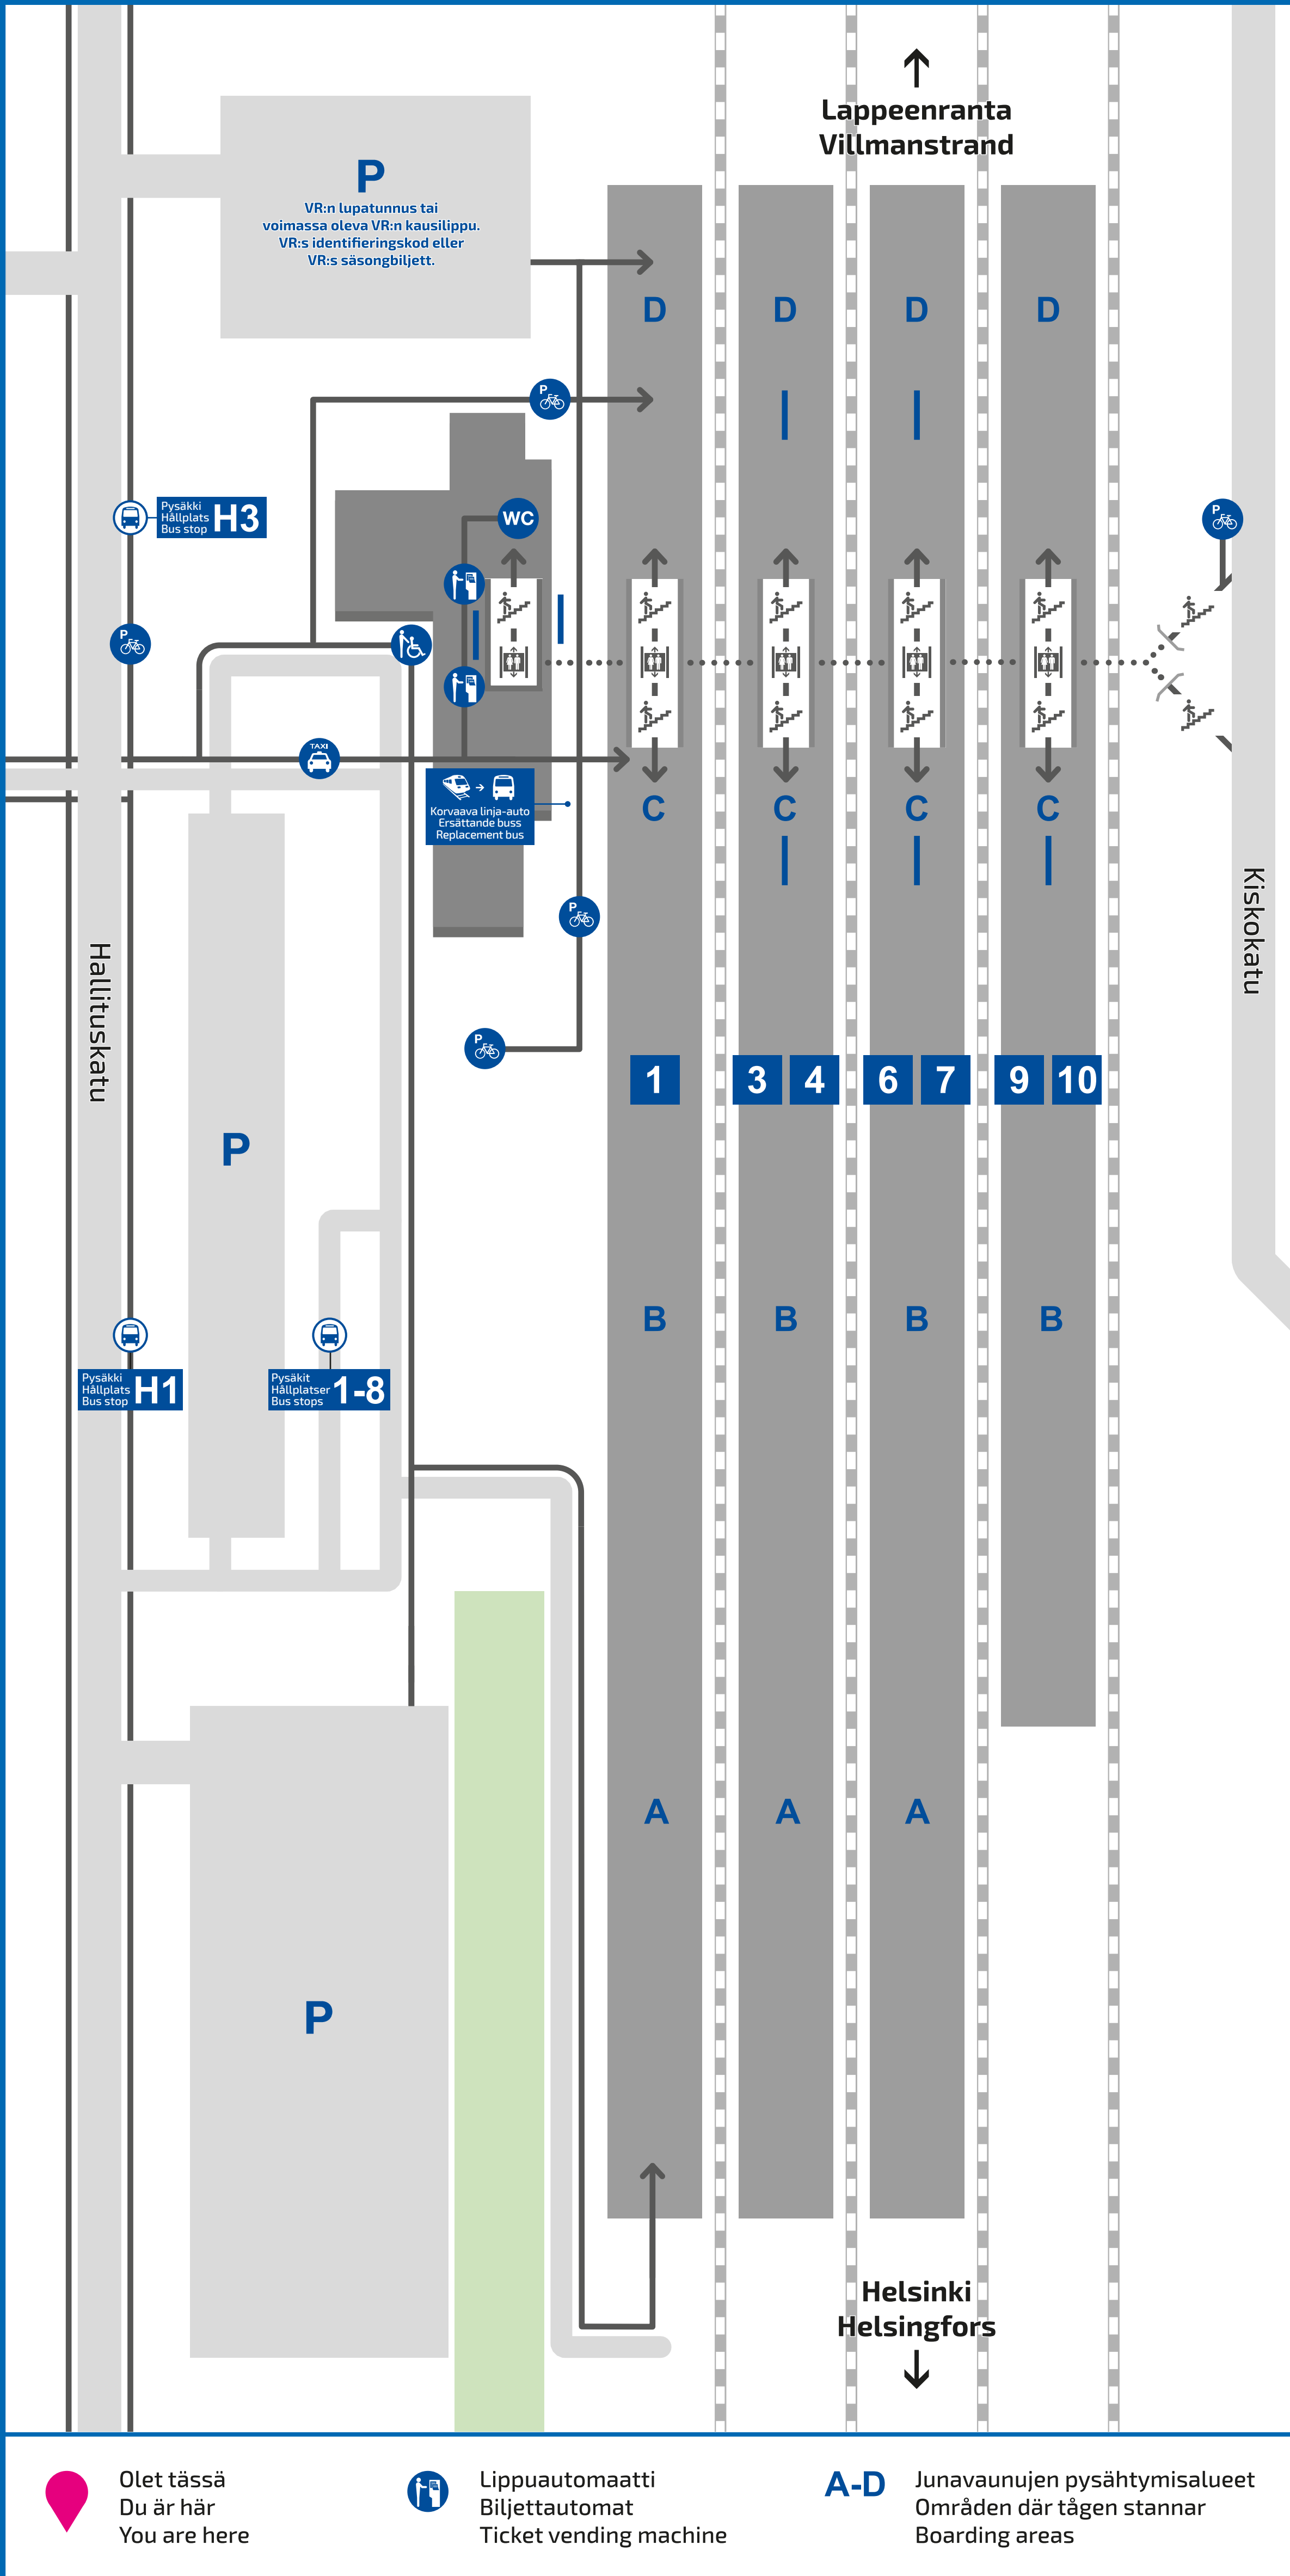 Lappeenranta
Villmanstrand
P
VR:n lupatunnus tai
voimassa oleva VR:n kausilippu.
VR:s identifieringskod eller
VR:s säsongbiljett.
D D D D
P
Pysäkki
Hållplats
Bus stop
H3
WC
P
P
TAXI
Korvaava linja-auto
Ersättande buss
Replacement bus
C C C C
P
P
Hallituskatu
Kiskokatu
1 3 4 6 7 9 10
P
B B B B
Pysäkki
Hållplats
Bus stop
H1
Pysäkit
Hållplatser
Bus stops
1-8
A A A
P
Helsinki
Helsingfors
Olet tässä
Du är här
You are here
Lippuautomaatti
Biljettautomat
Ticket vending machine
A-D
Junavaunujen pysähtymisalueet
Områden där tågen stannar
Boarding areas